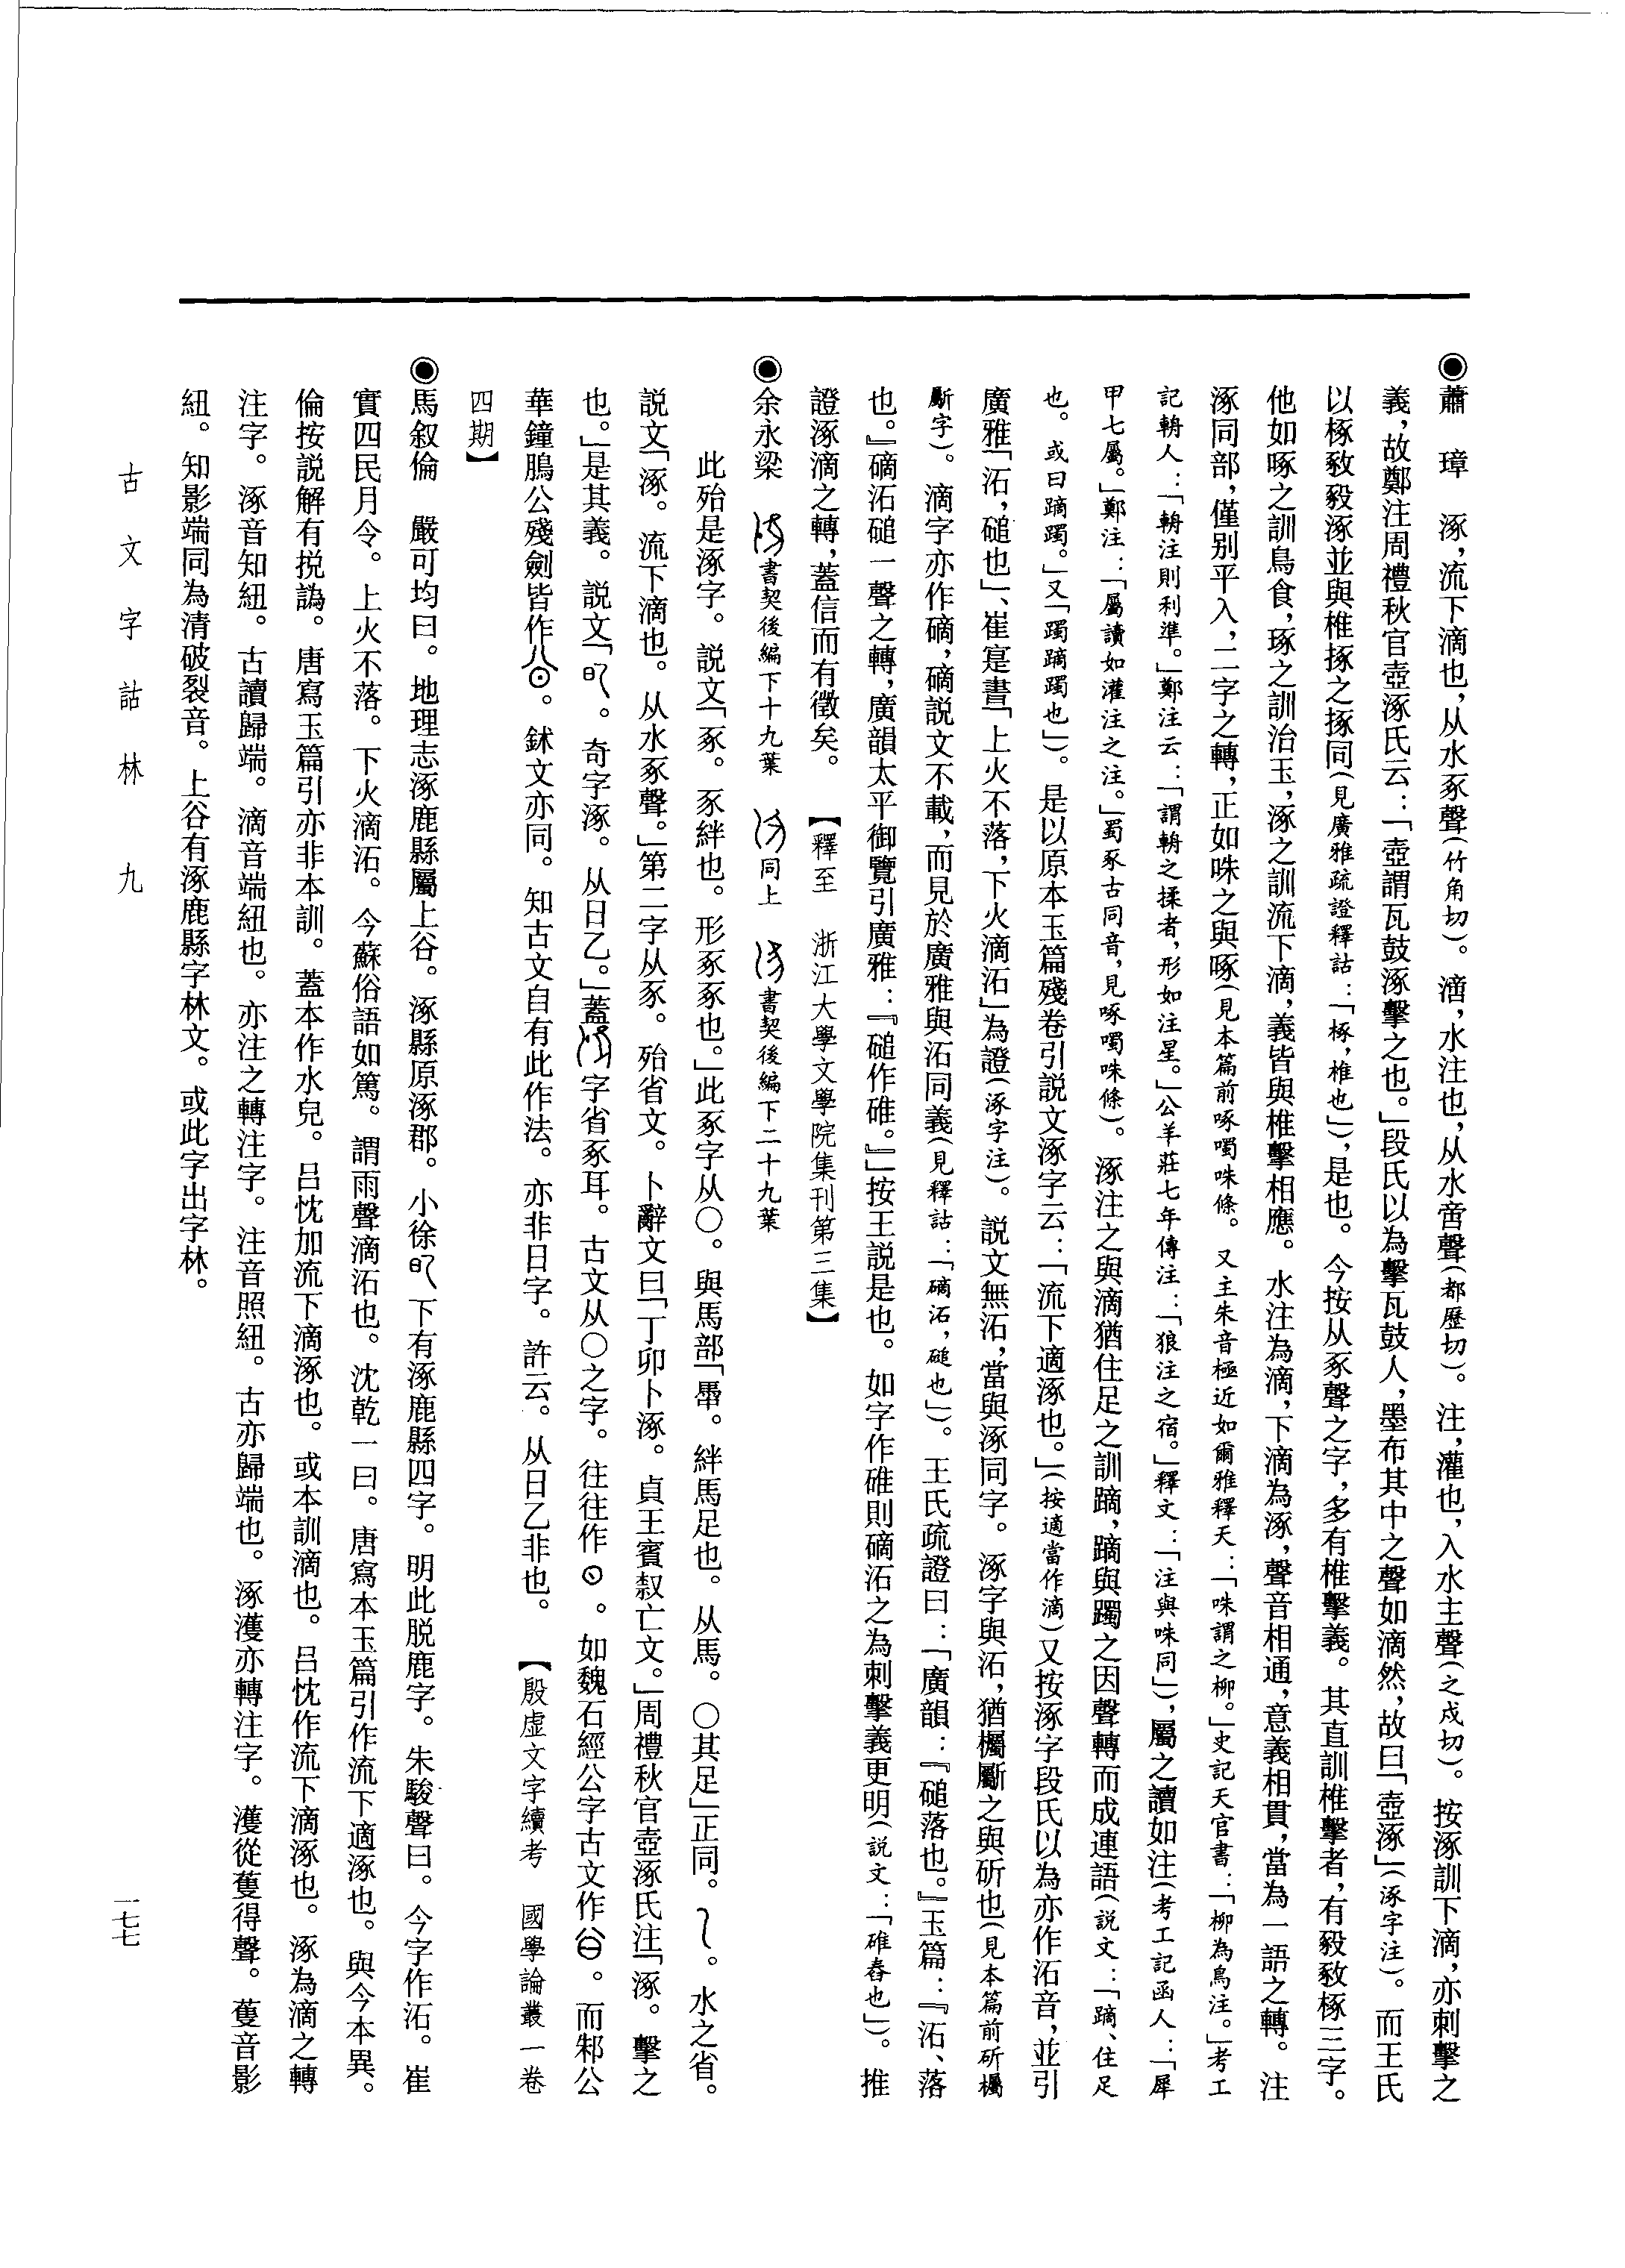 ◉蕭　璋　涿，流下滴也，从水豖聲（竹角切）。滴，水注也，从水啻聲（都歷切）。注，灌也，入水主聲（之戍切）。按涿訓下滴，亦刺擊之
義，故鄭注周禮秋官壺涿氏云：「壺謂瓦鼓涿擊之也。」段氏以為擊瓦鼓人，墨布其中之聲如滴然，故曰「壺涿」（涿字注）。而王氏
以椓㪣毅涿並與椎㧻之㧻同（見廣雅疏證釋詁：「椓，椎也」），是也。今按从豖聲之字，多有椎擊義。其直訓椎擊者，有毅㪣椓三字。
他如啄之訓鳥食，琢之訓治玉，涿之訓流下滴，義皆與椎擊相應。水注為滴，下滴為涿，聲音相通，意義相貫，當為一語之轉。注
涿同部，僅別平入，二字之轉，正如咮之與啄（見本篇前啄噣咮條。又主朱音極近如爾雅釋天：「咮謂之柳。」史記天官書：「柳為鳥注。」考工
記輈人：「輈注則利準。」鄭注云：「謂輈之揉者，形如注星。」公羊莊七年傳注：「狼注之宿。」釋文：「注與咮同」），屬之讀如注（考工記函人：「犀
甲七屬。」鄭注：「屬讀如灌注之注。」蜀豖古同音，見啄噣咮條）。涿注之與滴猶住足之訓蹢，蹢與躅之因聲轉而成連語（說文：「蹢、住足
也。或曰蹢躅。」又「躅蹢躅也」）。是以原本玉篇殘卷引説文涿字云：「流下適涿也。」（按適當作滴）又按涿字段氏以為亦作沰音，並引
廣雅「沰，磓也」、崔寔書「上火不落，下火滴沰」為證（涿字注）。說文無沰，當與涿同字。涿字與沰，猶欘斸之與斫也（見本篇前斫欘
斸字）。滴字亦作磃，磃說文不載，而見於廣雅與沰同義（見釋詁：「磃沰，磓也」）。王氏疏證曰：「廣韻：『磓落也。』玉篇：『沰、落
也。』磃沰磓一聲之轉，廣韻太平御覽引廣雅：『磓作碓。』」按王説是也。如字作碓則磃沰之為刺擊義更明（說文：「碓舂也」）。推
證涿滴之轉，蓋信而有徵矣。【釋至　浙江大學文學院集刊第三集】
◉余永梁　書契後編下十九葉　同上　書契後編下二十九葉
此殆是涿字。説文「豖。豖絆也。形豖豖也。」此豖字从〇。與馬部「馽。絆馬足也。从馬。〇其足」正同。。水之省。
説文「涿。流下滴也。从水豖聲。」第二字从豖。殆省文。卜辭文曰「丁卯卜涿。貞王賓叙亡文。」周禮秋官壺涿氏注「涿。擊之
也。」是其義。説文「。奇字涿。从日乙。」蓋字省豖耳。古文从〇之字。往往作。如魏石經公字古文作。而邾公
華鐘鵙公殘劍皆作。鉥文亦同。知古文自有此作法。亦非日字。許云。从日乙非也。【殷虛文字續考　國學論叢一卷
四期】
◉馬叙倫　嚴可均曰。地理志涿鹿縣屬上谷。涿縣原涿郡。小徐下有涿鹿縣四字。明此脫鹿字。朱駿聲曰。今字作沰。崔
實四民月令。上火不落。下火滴沰。今蘇俗語如篤。謂雨聲滴沰也。沈乾一曰。唐寫本玉篇引作流下適涿也。與今本異。
倫按説解有挩譌。唐寫玉篇引亦非本訓。蓋本作水皃。吕忱加流下滴涿也。或本訓滴也。吕忱作流下滴涿也。涿為滴之轉
注字。涿音知紐。古讀歸端。滴音端紐也。亦注之轉注字。注音照紐。古亦歸端也。涿濩亦轉注字。濩從蒦得聲。蒦音影
紐。知影端同為清破裂音。上谷有涿鹿縣字林文。或此字出字林。
古文字詁林　九
一七七